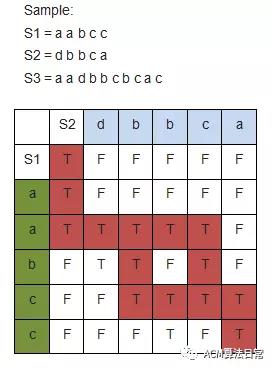 Sample:
S1 = a a b c c
S2 = d b b c a
S3 = a a d b b c b c a c
S2 d b b c a
S1 T F F F F F
a T F F F F F
a T T T T T F
b F T T F T F
c F F T T T T
c F F F T F T
ACM算法日常